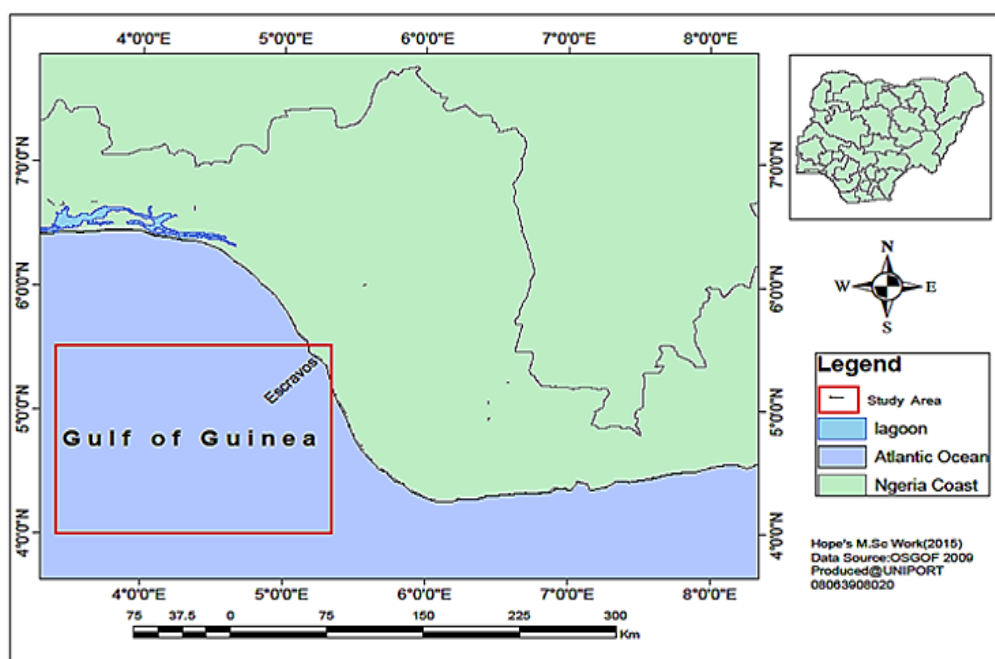 4°0'0"E 5°0'0"E 6°0'0"E 7°0'0"E 8°0'0"E
7°0'0"N
6°0'0"N
5°0'0"N
4°0'0"N
Escravos
Gulf of Guinea
7°0'0"N
6°0'0"N
5°0'0"N
4°0'0"N
4°0'0"E 5°0'0"E 6°0'0"E 7°0'0"E 8°0'0"E
75 37.5 0 75 150 225 300
Km
N
W E
S
Legend
Study Area
lagoon
Atlantic Ocean
Ngeria Coast
Hope's M.Sc Work(2015)
Data Source:OSGOF 2009
Produced@UNIPORT
08063908020